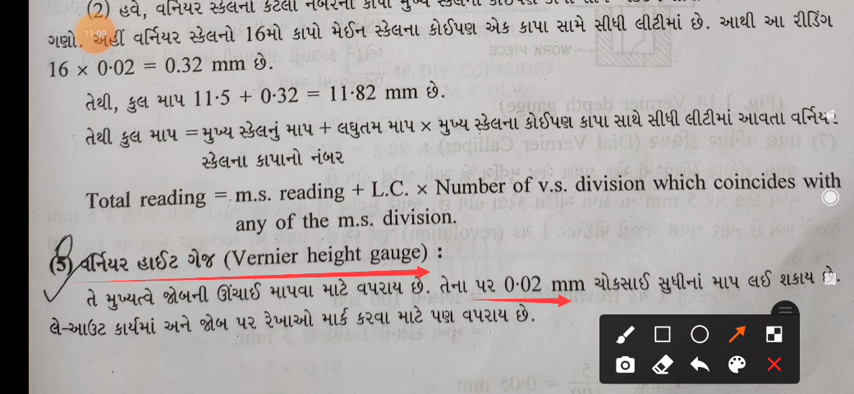 (2) હવે, વર્નિયર સ્કેલના કેટલા નંબરનો કાપો મુખ્ય સ્કેલના
ગણો. અહીં વર્નિયર સ્કેલનો 16મો કાપો મેઈન સ્કેલના કોઈપણ એક કાપા સામે સીધી લીટીમાં છે. આથી આ રીડિંગ
16 × 0·02 = 0.32 mm છે.
તેથી, કુલ માપ 11·5 + 0·32 = 11·82 mm છે.
તેથી કુલ માપ = મુખ્ય સ્કેલનું માપ + લઘુતમ માપ × મુખ્ય સ્કેલના કોઈપણ કાપા સાથે સીધી લીટીમાં આવતા વર્નિયર
સ્કેલના કાપાનો નંબર
Total reading = m.s. reading + L.C. × Number of v.s. division which coincides with
any of the m.s. division.
(5) વર્નિયર હાઈટ ગેજ (Vernier height gauge) :
તે મુખ્યત્વે જોબની ઊંચાઈ માપવા માટે વપરાય છે. તેના પર 0·02 mm ચોકસાઈ સુધીનાં માપ લઈ શકાય છે.
લે-આઉટ કાર્યમાં અને જોબ પર રેખાઓ માર્ક કરવા માટે પણ વપરાય છે.